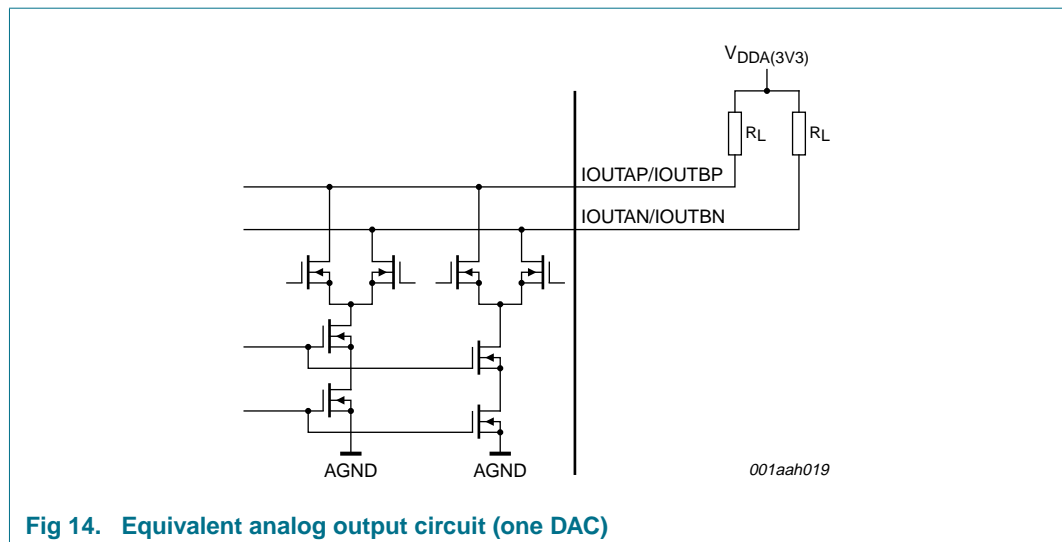 VDDA(3V3)
RL RL
IOUTAP/IOUTBP
IOUTAN/IOUTBN
AGND AGND
001aah019
Fig 14. Equivalent analog output circuit (one DAC)